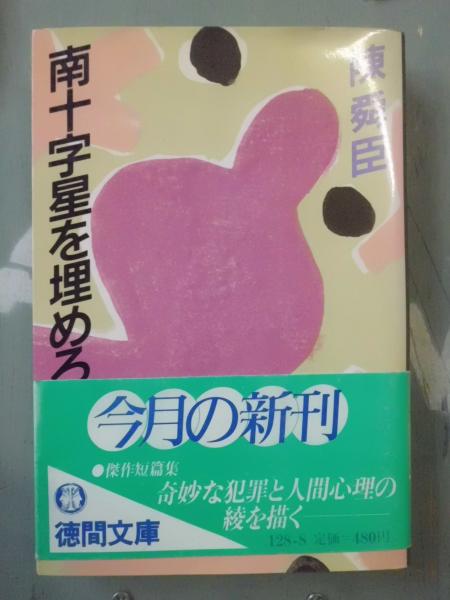 陳舜臣
南十字星を埋めろ
今月の新刊
●傑作短篇集
奇妙な犯罪と人間心理の
綾を描く――
徳間文庫
128-8 定価=480円